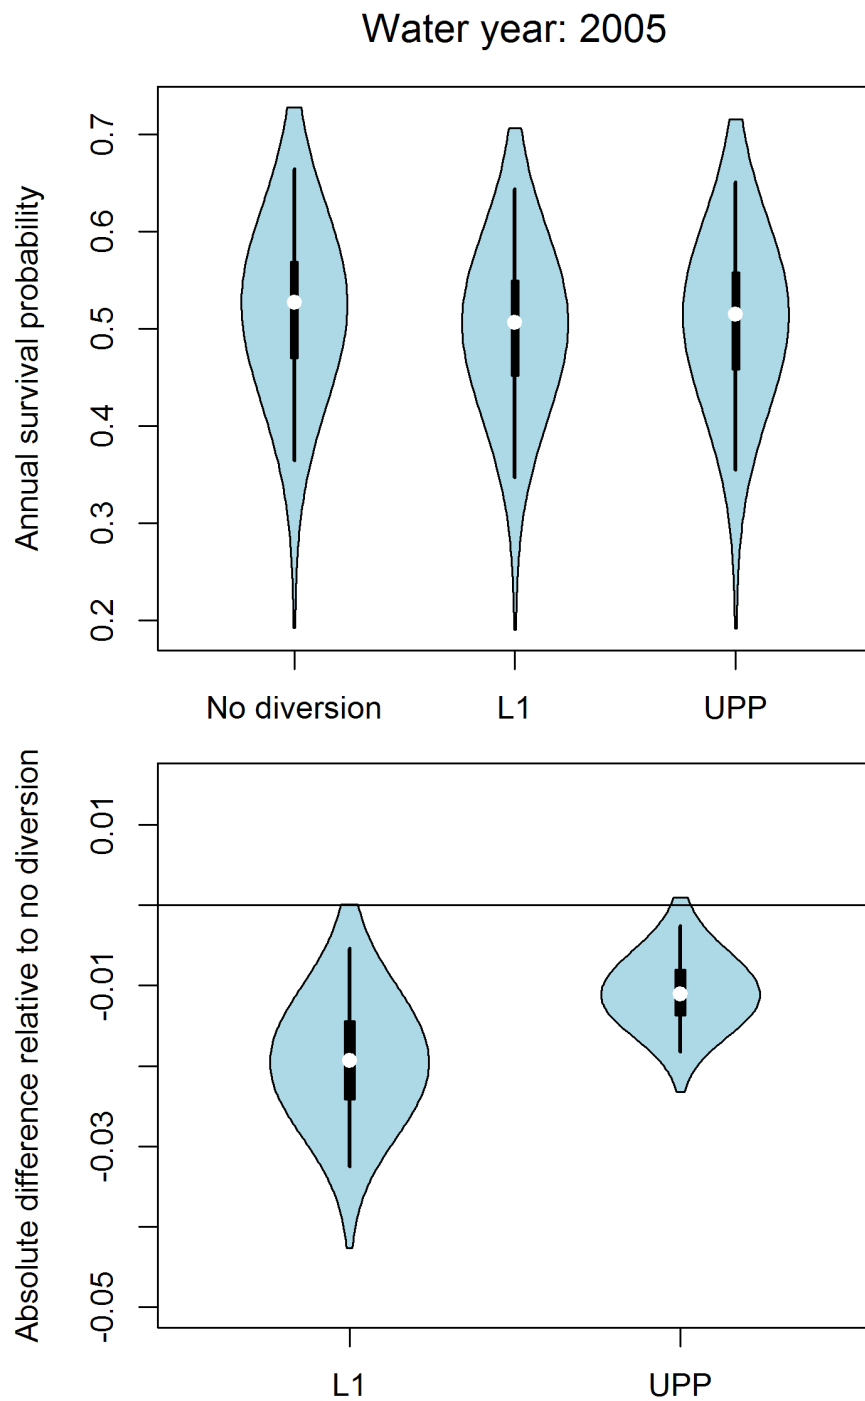 Water year: 2005
Annual survival probability
0.7
0.6
0.5
0.4
0.3
0.2
No diversion L1 UPP
Absolute difference relative to no diversion
0.01
-0.01
-0.03
-0.05
L1 UPP